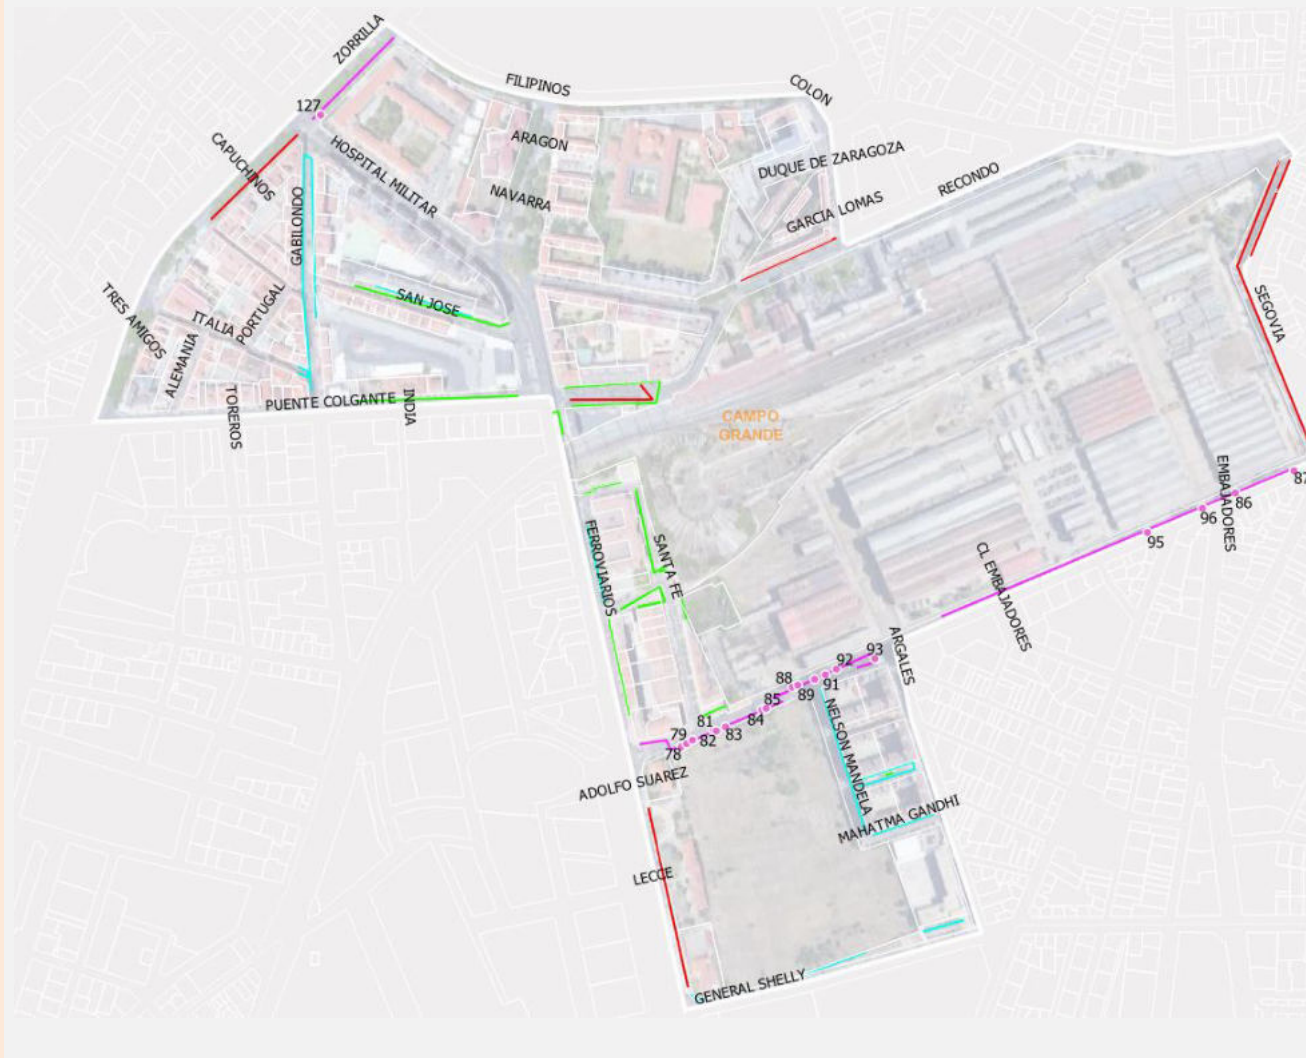 ZORRILLA
FILIPINOS
COLON
127
CAPUCHINOS
HOSPITAL MILITAR
ARAGON
DUQUE DE ZARAGOZA
NAVARRA
RECONDO
GARCIA LOMAS
GABILONDO
TRES AMIGOS
ITALIA
PORTUGAL
SAN JOSE
SEGOVIA
ALEMANIA
TOREROS
PUENTE COLGANTE
INDIA
CAMPO
GRANDE
EMBAJADORES
87
86
96
95
FERROVIARIOS
SANTA FE
CL EMBAJADORES
ARGALES
93
92
91
88
89
85
84
81
83
82
79
78
NELSON MANDELA
ADOLFO SUAREZ
MAHATMA GANDHI
LECCE
GENERAL SHELLY